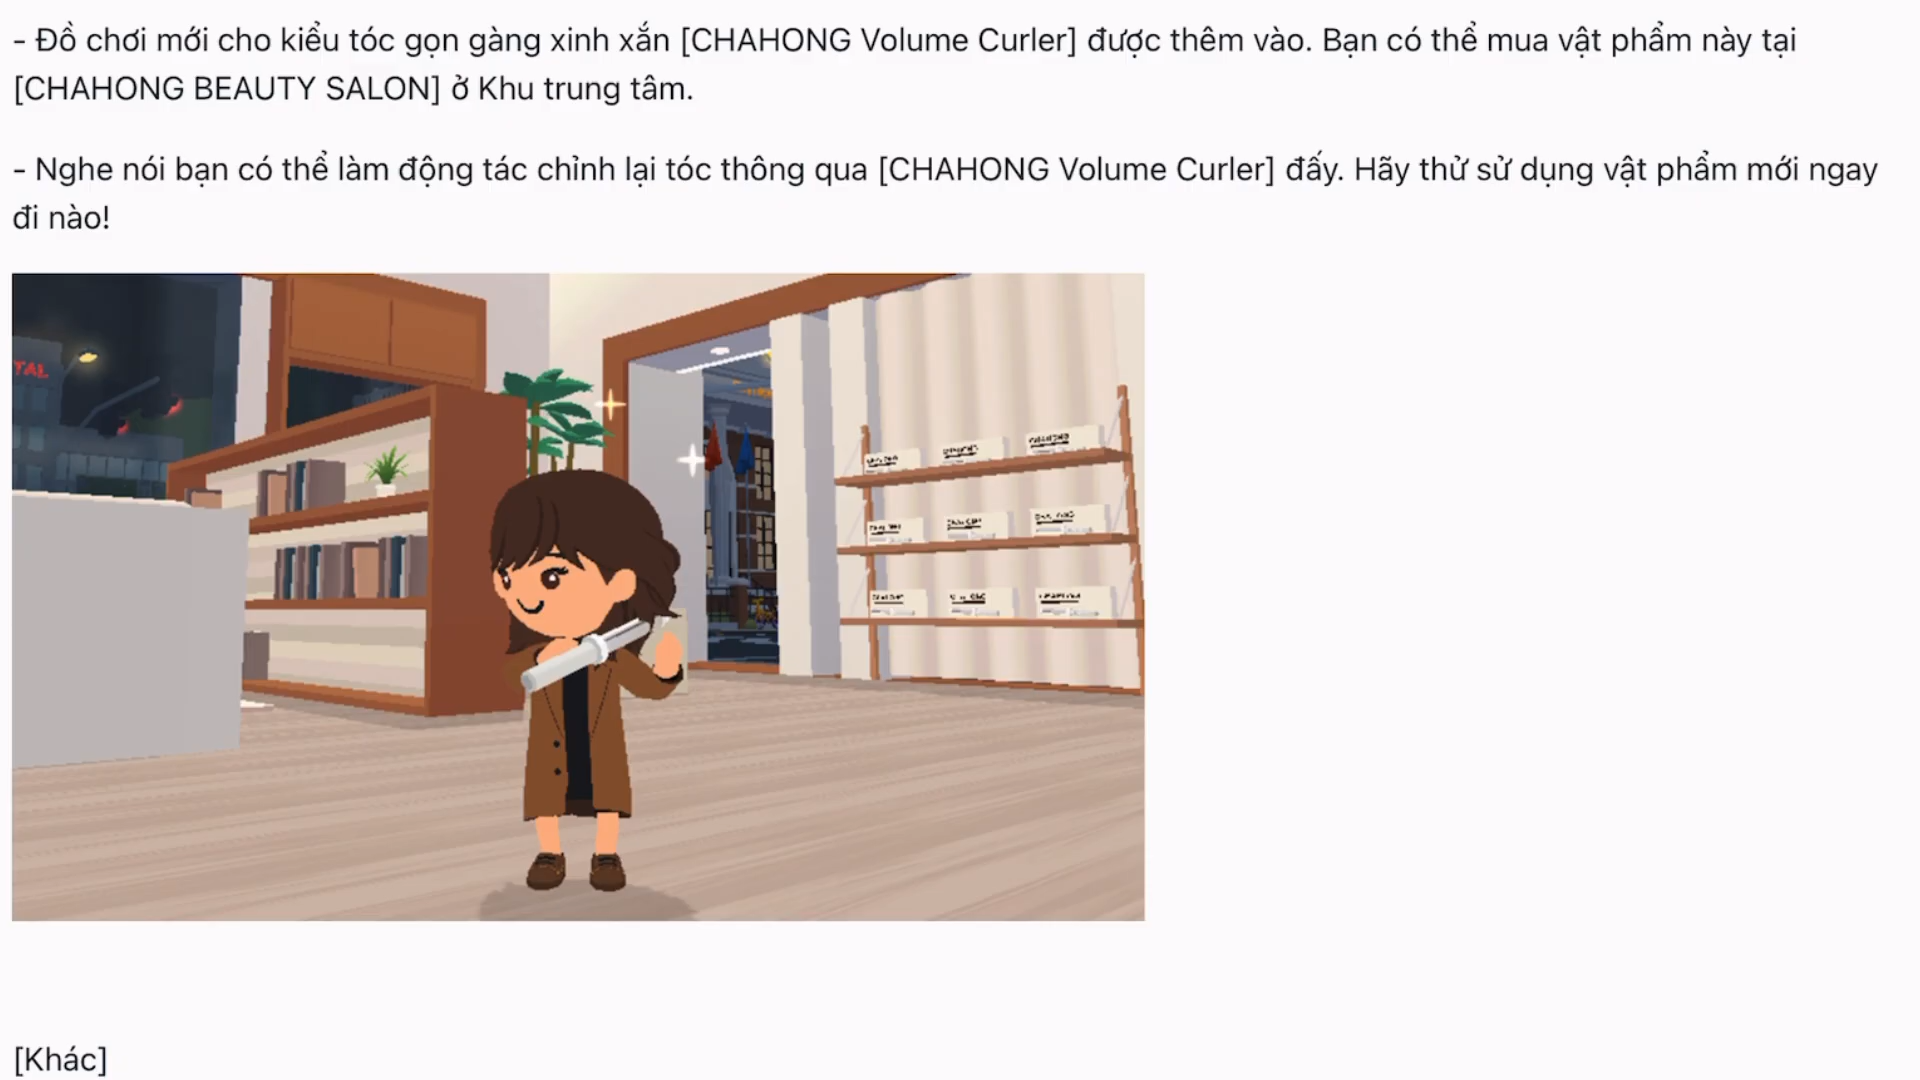 - Đồ chơi mới cho kiểu tóc gọn gàng xinh xắn [CHAHONG Volume Curler] được thêm vào. Bạn có thể mua vật phẩm này tại
[CHAHONG BEAUTY SALON] ở Khu trung tâm.
- Nghe nói bạn có thể làm động tác chỉnh lại tóc thông qua [CHAHONG Volume Curler] đấy. Hãy thử sử dụng vật phẩm mới ngay
đi nào!
TAL
[Khác]